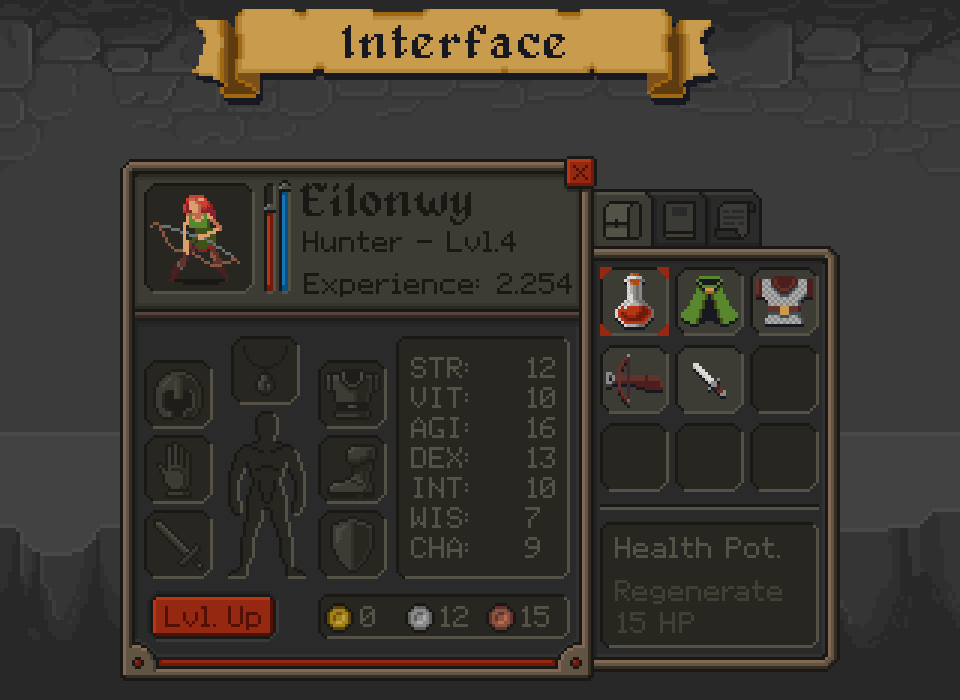 Interface
Eilonwy
Hunter - Lvl.4
Experience: 2.254
STR: 12
VIT: 10
AGI: 16
DEX: 13
INT: 10
WIS: 7
CHA: 9
Lvl. Up
0 12 15
Health Pot.
Regenerate
15 HP